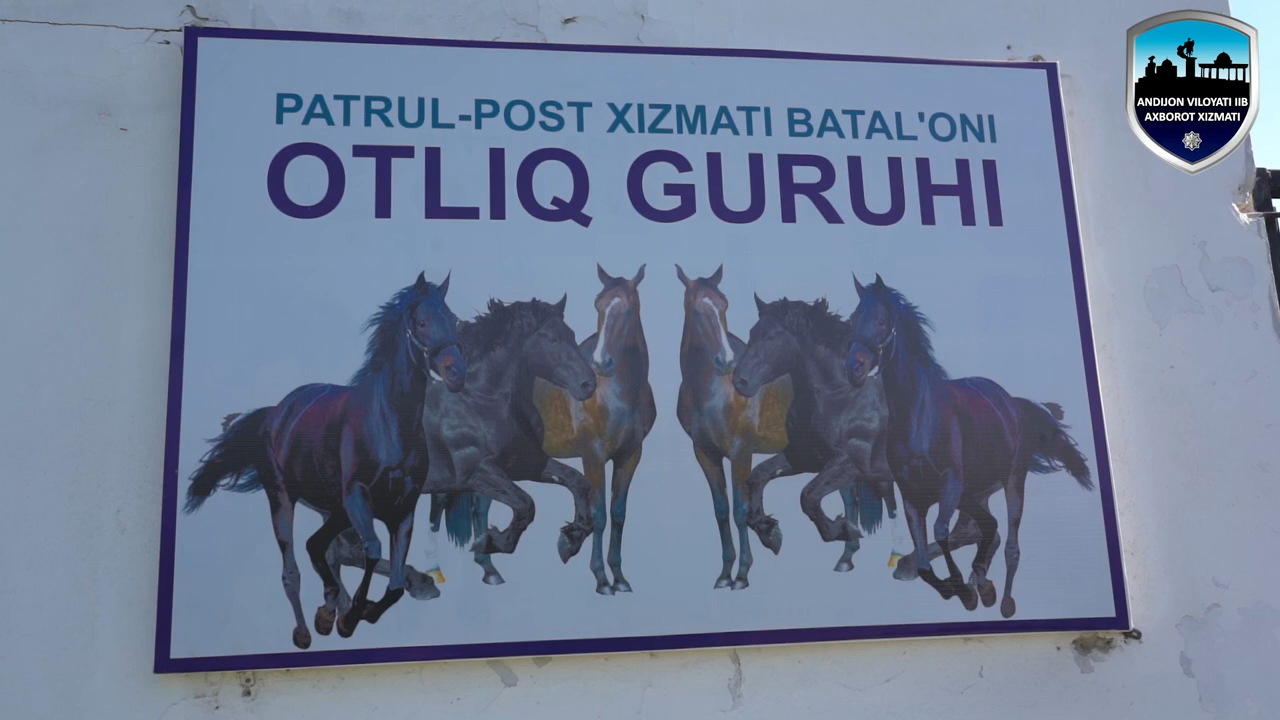 PATRUL-POST XIZMATI BATAL'ONI
OTLIQ GURUHI
ANDIJON VILOYATI IIB
AXBOROT XIZMATI